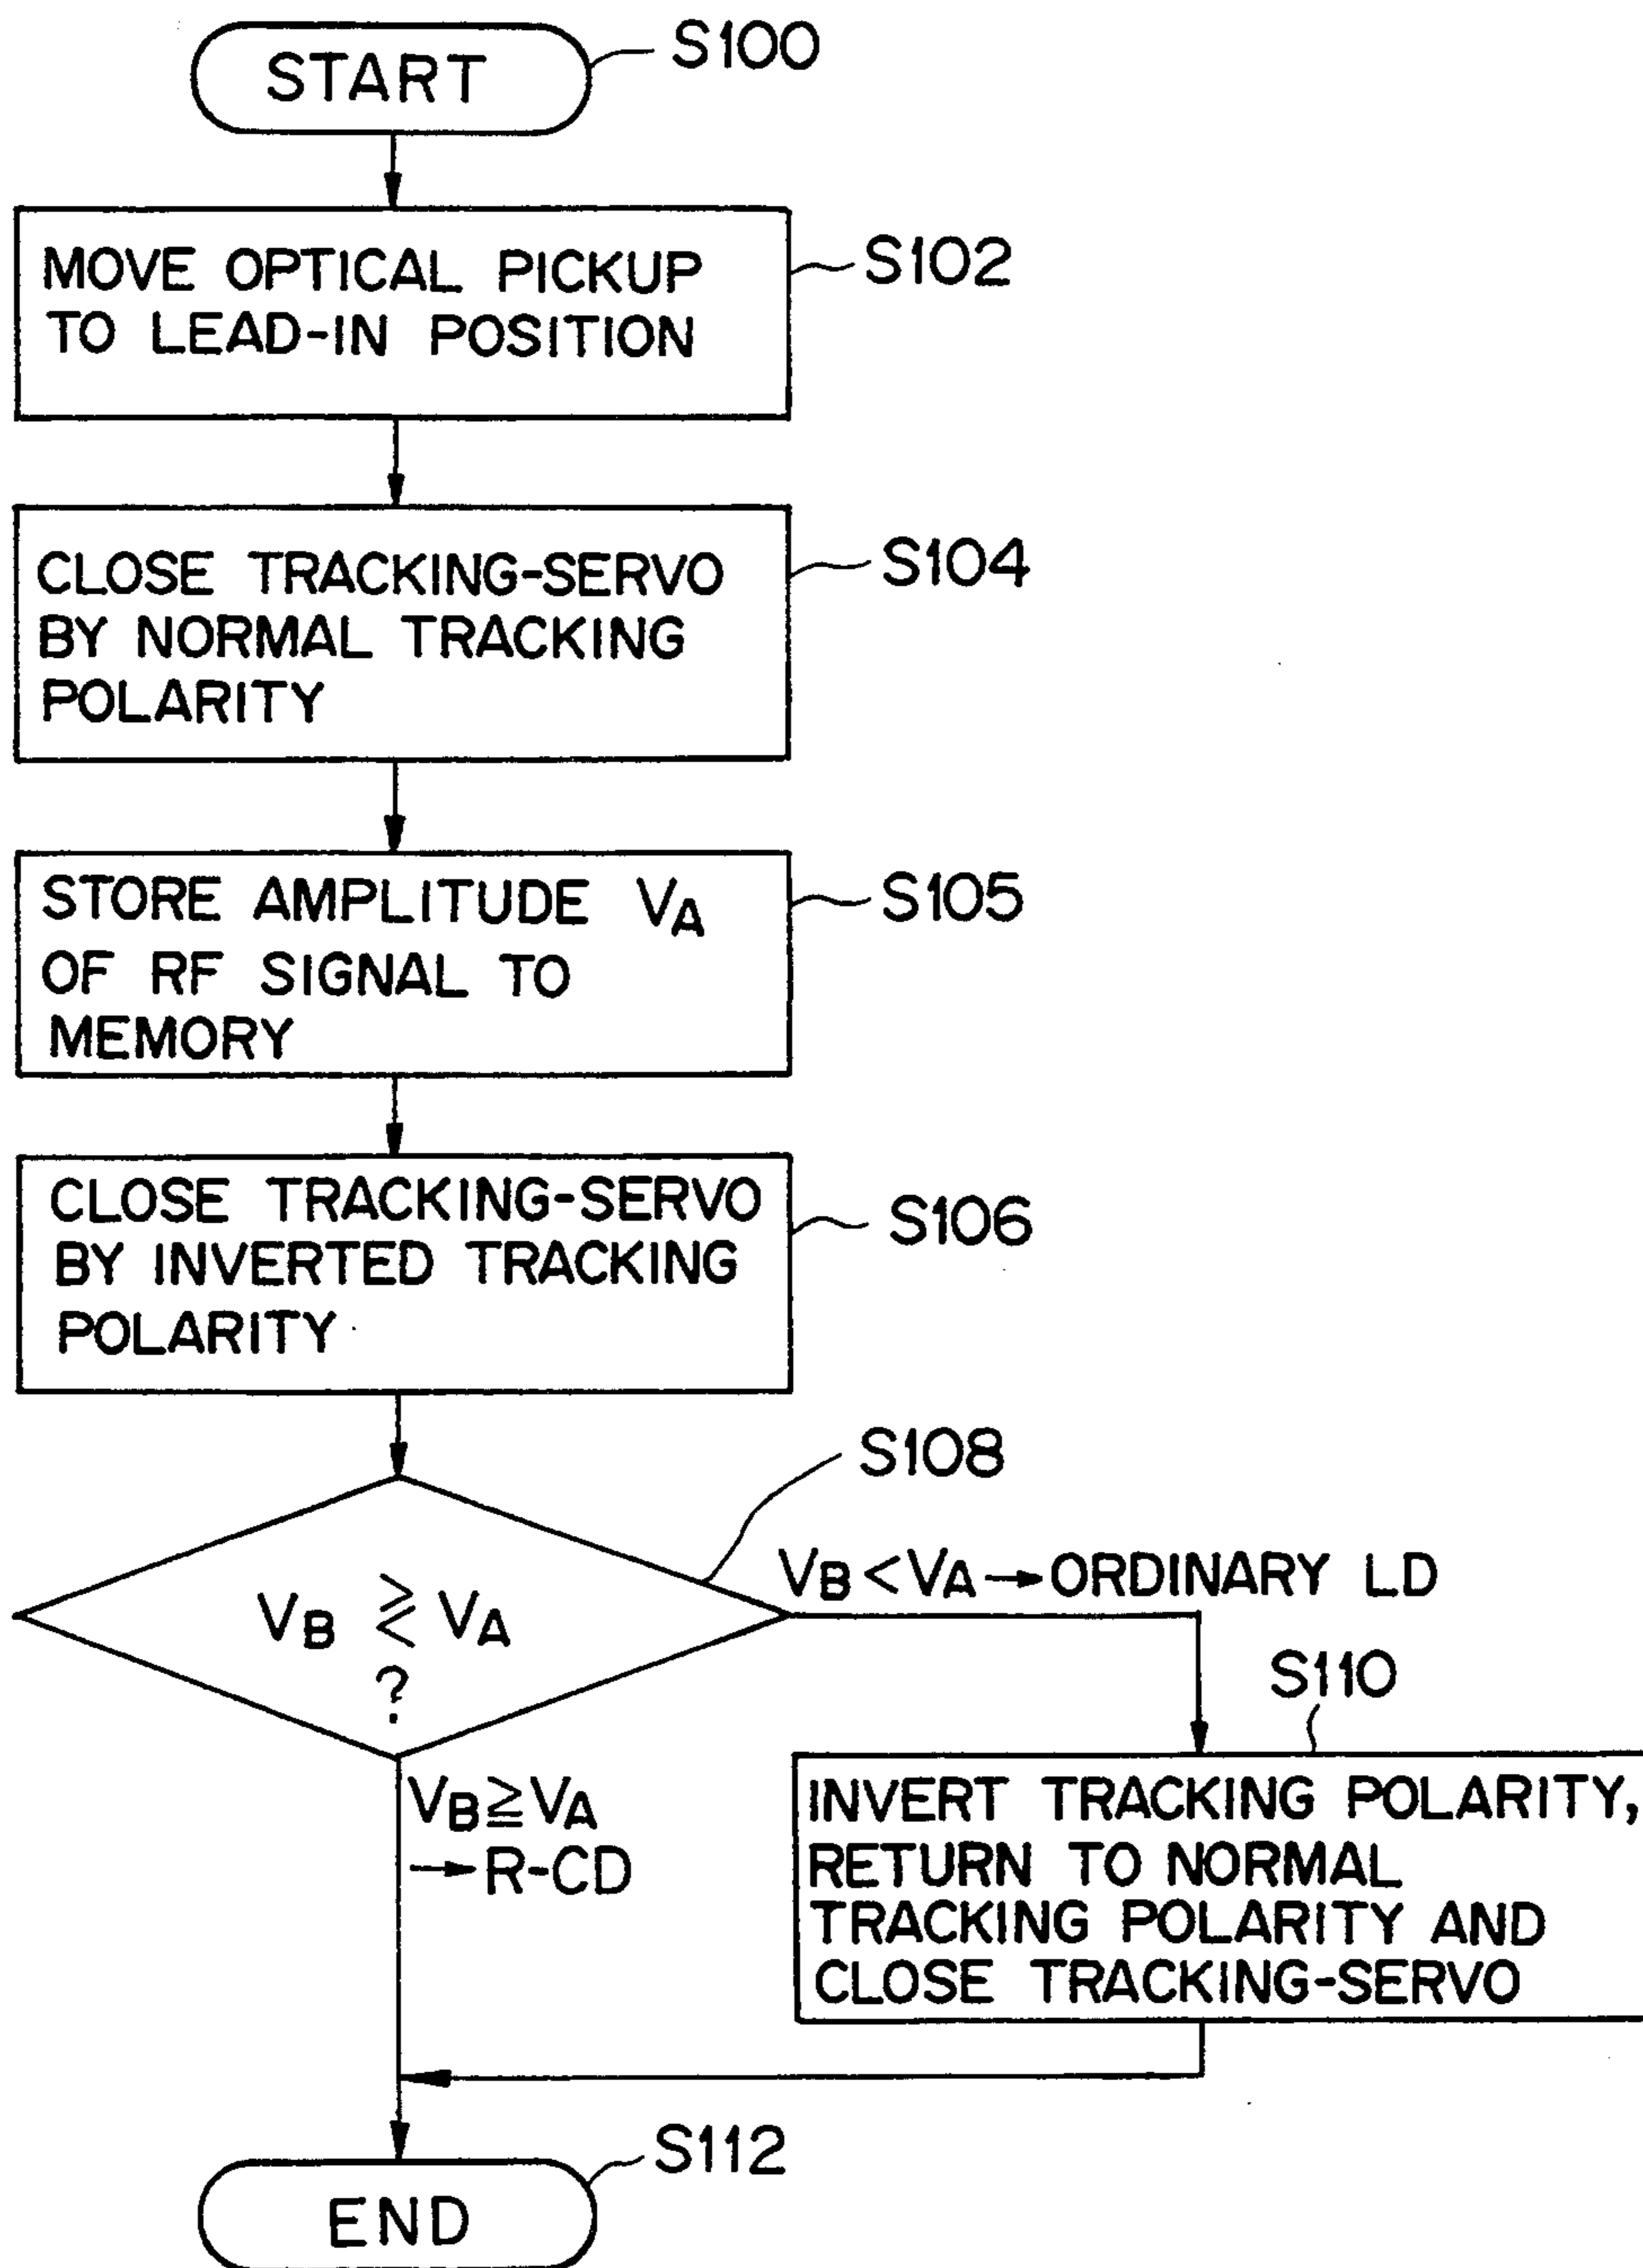 START
S100
MOVE OPTICAL PICKUP
TO LEAD-IN POSITION
S102
CLOSE TRACKING-SERVO
BY NORMAL TRACKING
POLARITY
S104
STORE AMPLITUDE VA
OF RF SIGNAL TO
MEMORY
S105
CLOSE TRACKING-SERVO
BY INVERTED TRACKING
POLARITY
S106
S108
VB ⋛ VA
?
VB < VA → ORDINARY LD
VB ≧ VA
→ R-CD
S110
INVERT TRACKING POLARITY,
RETURN TO NORMAL
TRACKING POLARITY AND
CLOSE TRACKING-SERVO
S112
END